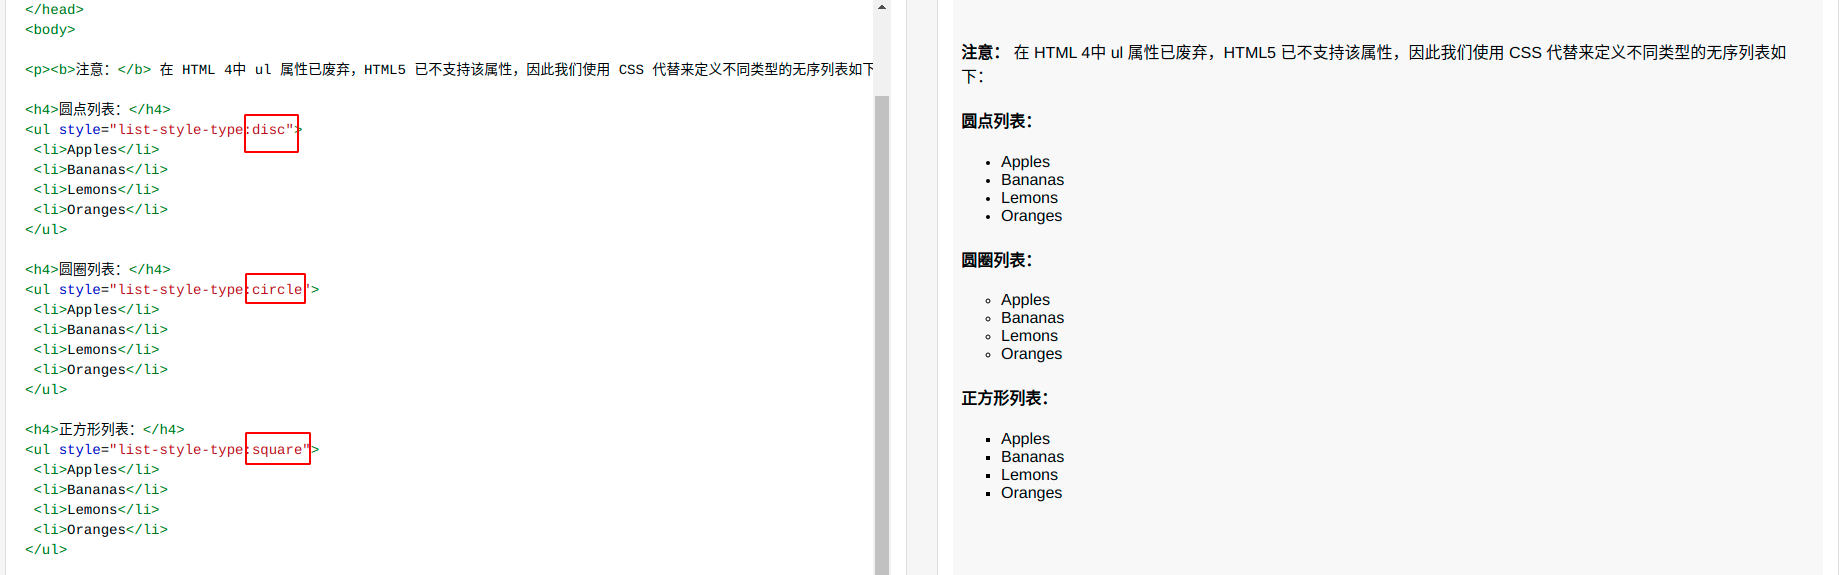 </head>
<body>
<p><b>注意：</b> 在 HTML 4中 ul 属性已废弃，HTML5 已不支持该属性，因此我们使用 CSS 代替来定义不同类型的无序列表如下
<h4>圆点列表：</h4>
<ul style="list-style-type:disc">
<li>Apples</li>
<li>Bananas</li>
<li>Lemons</li>
<li>Oranges</li>
</ul>
<h4>圆圈列表：</h4>
<ul style="list-style-type:circle">
<li>Apples</li>
<li>Bananas</li>
<li>Lemons</li>
<li>Oranges</li>
</ul>
<h4>正方形列表：</h4>
<ul style="list-style-type:square">
<li>Apples</li>
<li>Bananas</li>
<li>Lemons</li>
<li>Oranges</li>
</ul>
注意： 在 HTML 4中 ul 属性已废弃，HTML5 已不支持该属性，因此我们使用 CSS 代替来定义不同类型的无序列表如
下：
圆点列表：
Apples
Bananas
Lemons
Oranges
圆圈列表：
Apples
Bananas
Lemons
Oranges
正方形列表：
Apples
Bananas
Lemons
Oranges